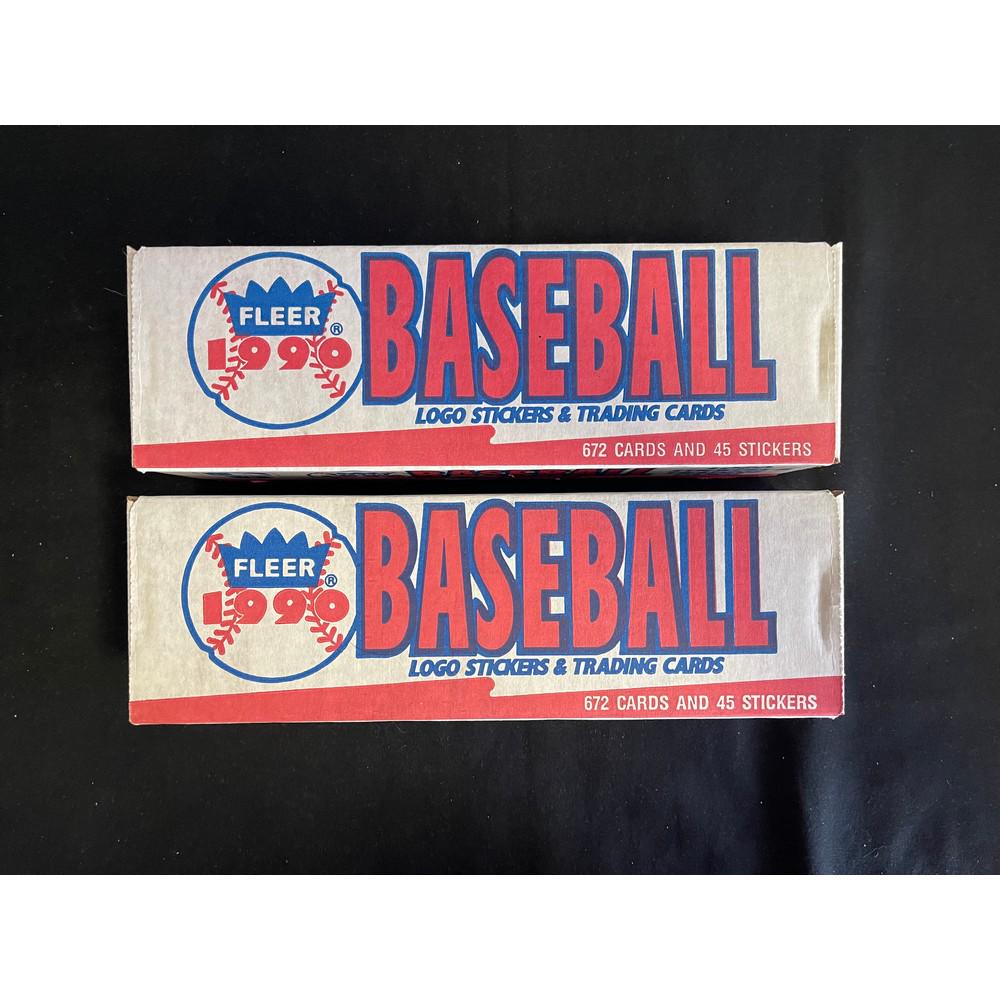 FLEER®
1990
BASEBALL
LOGO STICKERS & TRADING CARDS
672 CARDS AND 45 STICKERS
BASEBALL
FLEER®
1990
BASEBALL
LOGO STICKERS & TRADING CARDS
672 CARDS AND 45 STICKERS